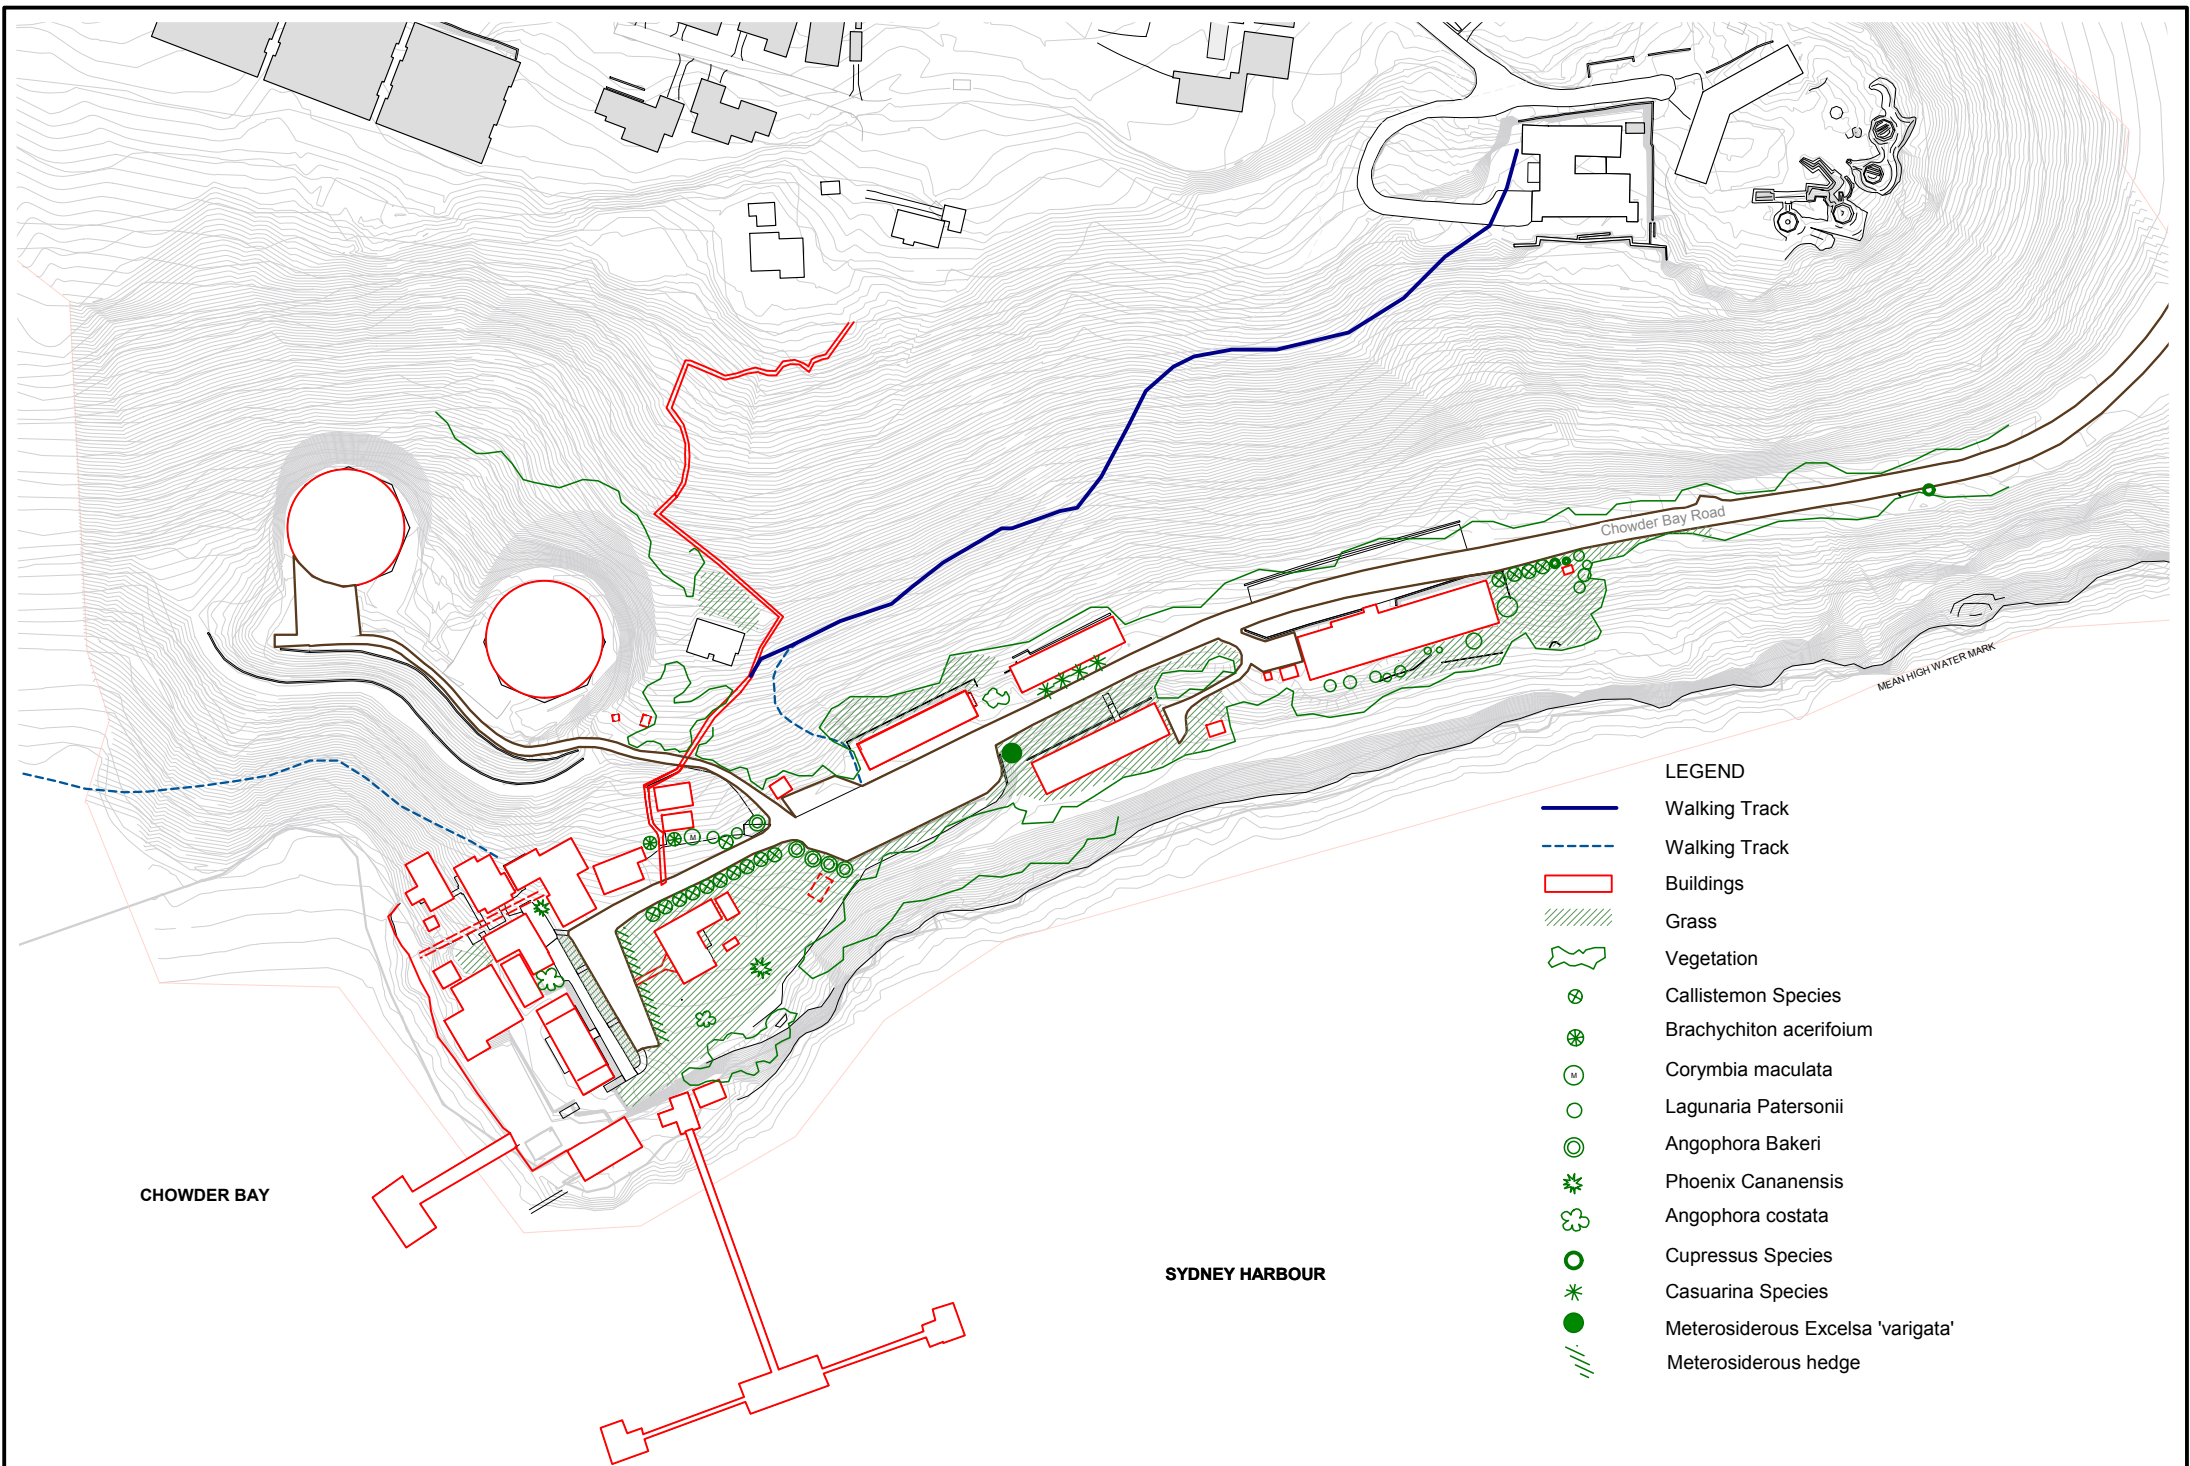 Chowder Bay Road
MEAN HIGH WATER MARK
LEGEND
Walking Track
Walking Track
Buildings
Grass
Vegetation
Callistemon Species
Brachychiton acerifoium
M
Corymbia maculata
Lagunaria Patersonii
Angophora Bakeri
Phoenix Cananensis
Angophora costata
Cupressus Species
Casuarina Species
Meterosiderous Excelsa 'varigata'
Meterosiderous hedge
M
CHOWDER BAY
SYDNEY HARBOUR